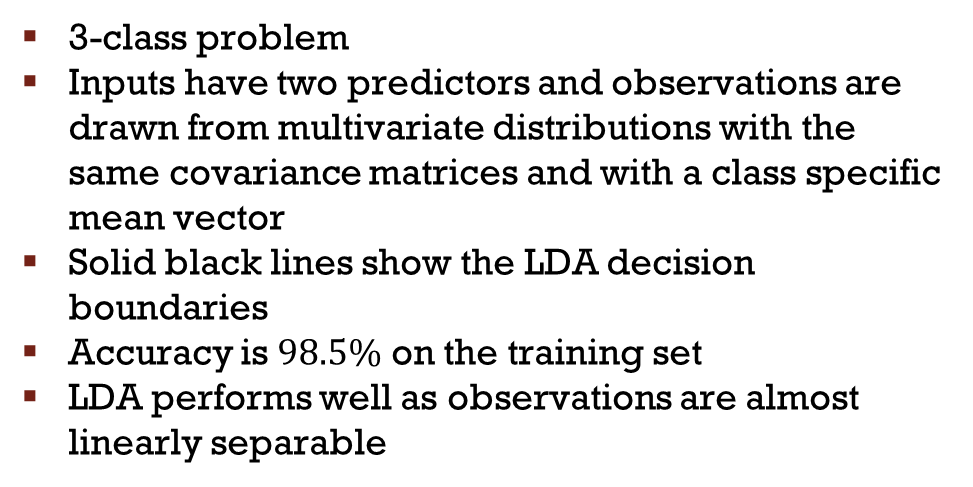 ▪ 3-class problem
▪ Inputs have two predictors and observations are
drawn from multivariate distributions with the
same covariance matrices and with a class specific
mean vector
▪ Solid black lines show the LDA decision
boundaries
▪ Accuracy is 98.5% on the training set
▪ LDA performs well as observations are almost
linearly separable